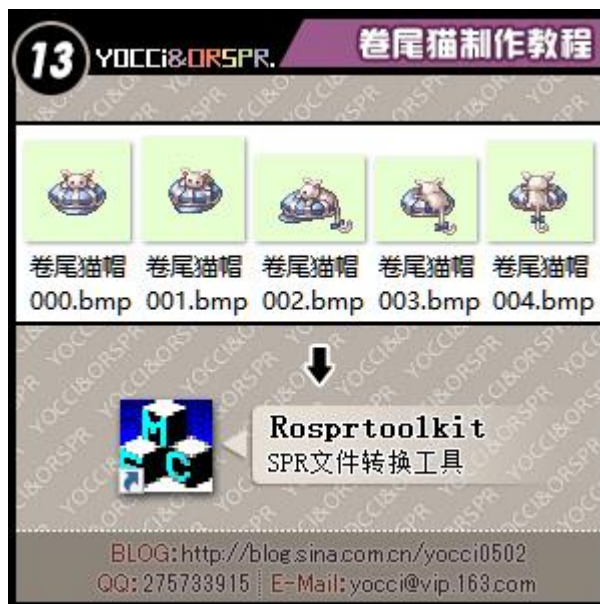 13 YOCCi&ORSPR. 卷尾猫制作教程
卷尾猫帽 卷尾猫帽 卷尾猫帽 卷尾猫帽 卷尾猫帽
000.bmp 001.bmp 002.bmp 003.bmp 004.bmp
MCSC
Rosprtoolkit
SPR文件转换工具
BLOG:http://blog.sina.com.cn/yocci0502
QQ:275733915 E-Mail:yocci@vip.163.com